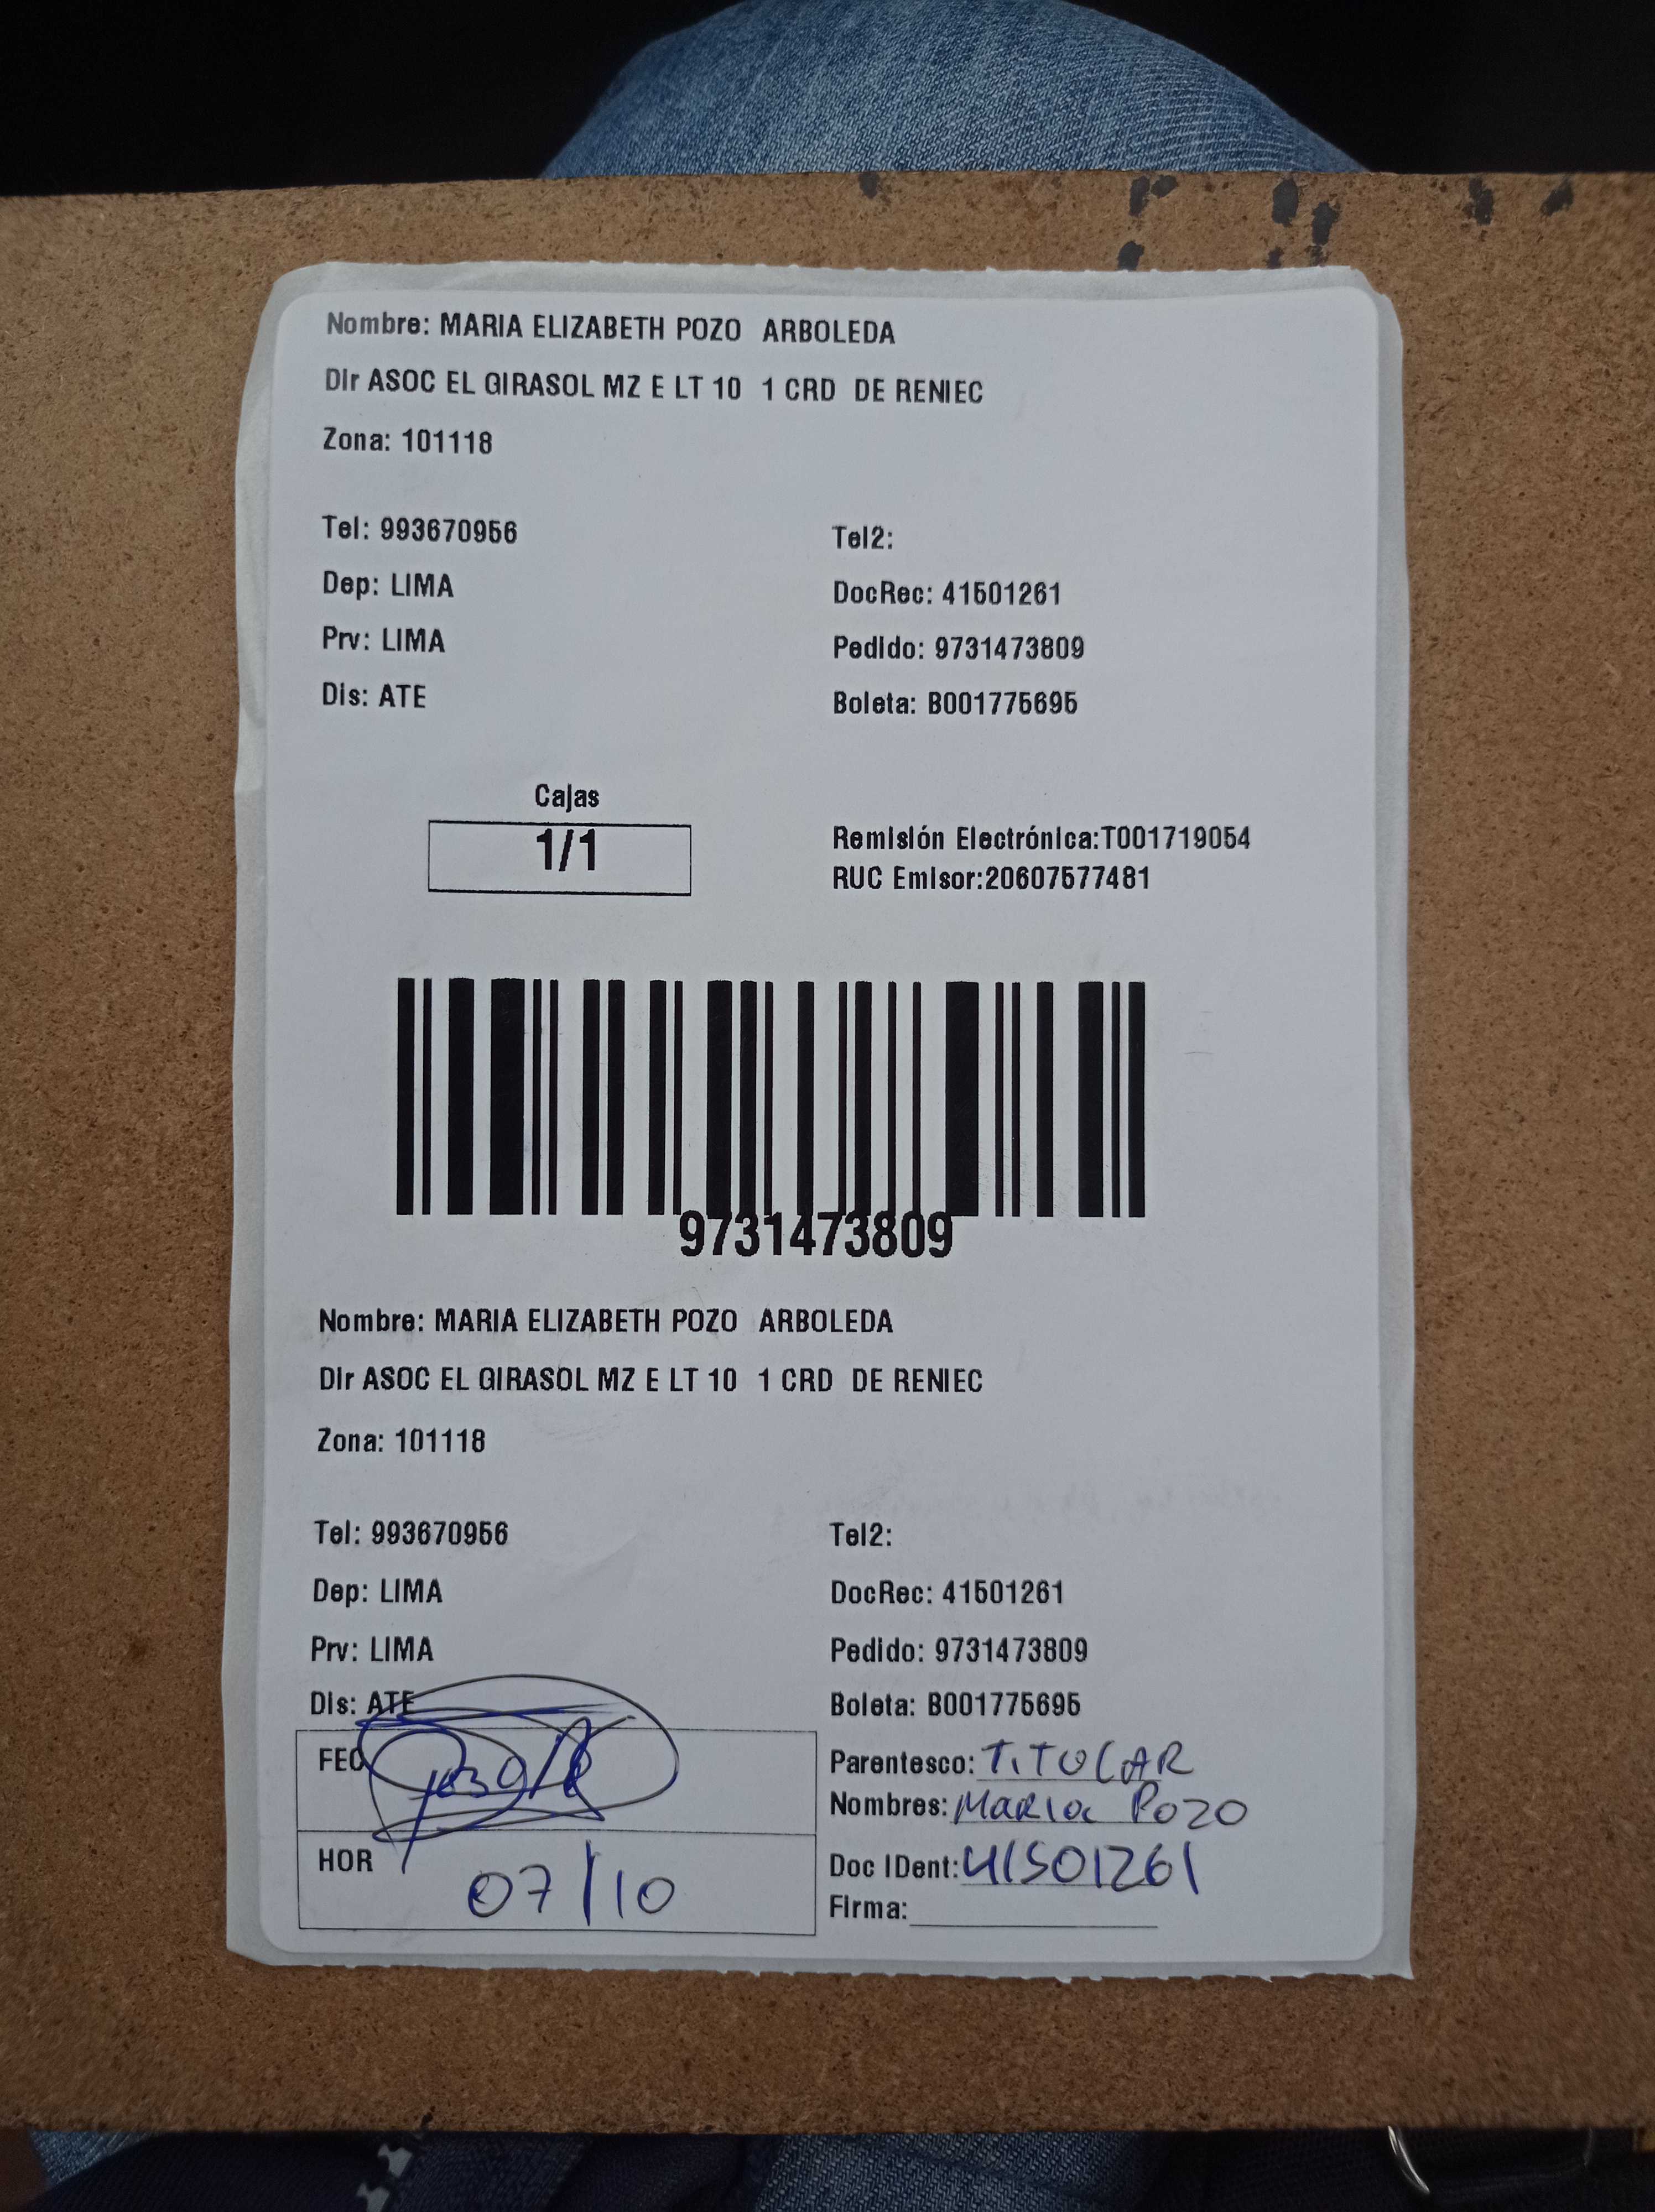 Nombre: MARIA ELIZABETH POZO ARBOLEDA
Dir ASOC EL GIRASOL MZ E LT 10 1 CRD DE RENIEC
Zona: 101118
Tel: 993670956 Tel2:
Dep: LIMA DocRec: 41501261
Prv: LIMA Pedido: 9731473809
Dis: ATE Boleta: B001775695
Cajas
1/1
Remisión Electrónica:T001719054
RUC Emisor:20607577481
9731473809
Nombre: MARIA ELIZABETH POZO ARBOLEDA
Dir ASOC EL GIRASOL MZ E LT 10 1 CRD DE RENIEC
Zona: 101118
Tel: 993670956 Tel2:
Dep: LIMA DocRec: 41501261
Prv: LIMA Pedido: 9731473809
Dis: ATE Boleta: B001775695
FEC
Parentesco: TITULAR
Nombres: Maria Pozo
HOR 07/10
Doc IDent: 41501261
Firma: